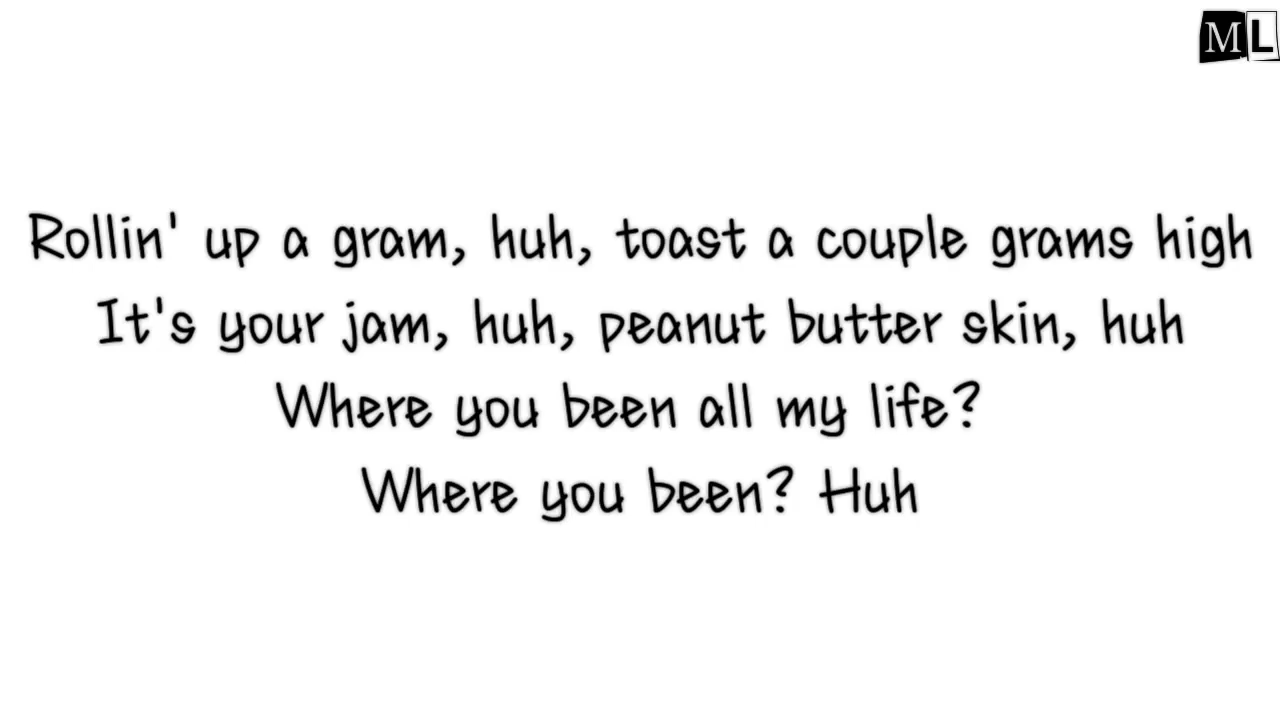 ML
Rollin' up a gram, huh, toast a couple grams high
It's your jam, huh, peanut butter skin, huh
Where you been all my life?
Where you been? Huh